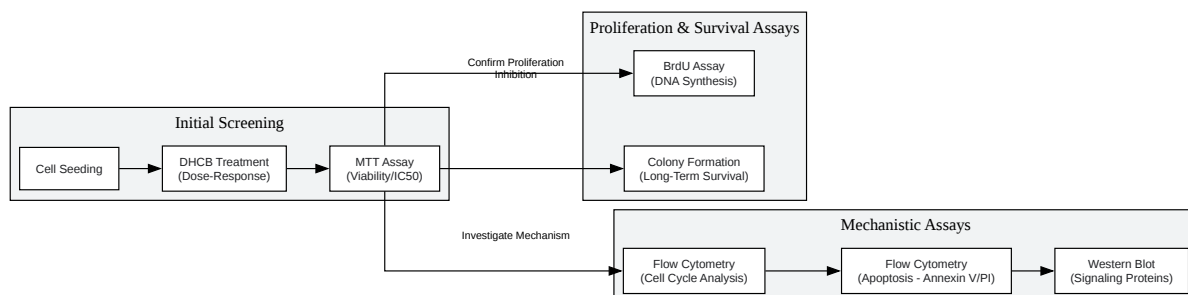 Proliferation & Survival Assays
Confirm Proliferation
Inhibition
BrdU Assay
(DNA Synthesis)
Initial Screening
Cell Seeding
DHCB Treatment
(Dose-Response)
MTT Assay
(Viability/IC50)
Colony Formation
(Long-Term Survival)
Investigate Mechanism
Mechanistic Assays
Flow Cytometry
(Cell Cycle Analysis)
Flow Cytometry
(Apoptosis - Annexin V/PI)
Western Blot
(Signaling Proteins)